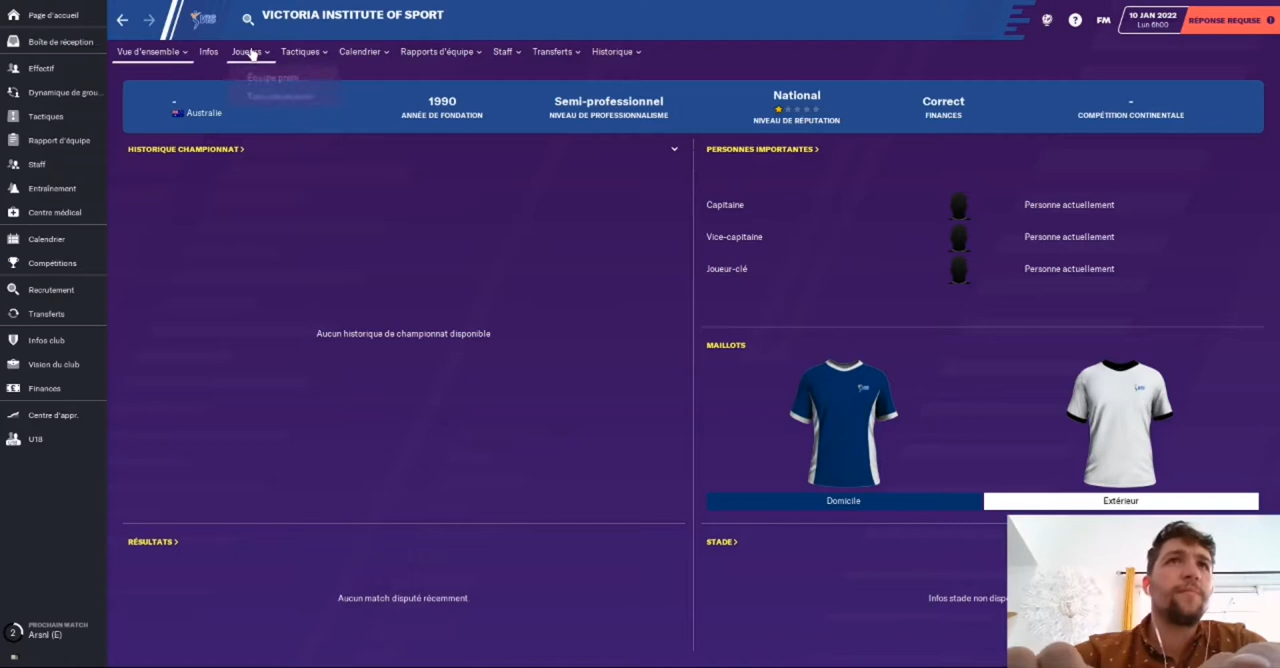 Page d'accueil
Boîte de réception
Effectif
Dynamique de grou...
Tactiques
Rapport d'équipe
Staff
Entraînement
Centre médical
Calendrier
Compétitions
Recrutement
Transferts
Infos club
Vision du club
Finances
Centre d'appr.
U18
PROCHAIN MATCH
2 Arsnl (E)
VICTORIA INSTITUTE OF SPORT
FM
10 JAN 2022
Lun 6h00
RÉPONSE REQUISE
Vue d'ensemble Infos Joueurs Tactiques Calendrier Rapports d'équipe Staff Transferts Historique
-
Australie
1990
ANNÉE DE FONDATION
Semi-professionnel
NIVEAU DE PROFESSIONNALISME
National
NIVEAU DE RÉPUTATION
Correct
FINANCES
-
COMPÉTITION CONTINENTALE
HISTORIQUE CHAMPIONNAT >
Aucun historique de championnat disponible
RÉSULTATS >
Aucun match disputé récemment.
PERSONNES IMPORTANTES >
Capitaine Personne actuellement
Vice-capitaine Personne actuellement
Joueur-clé Personne actuellement
MAILLOTS
Domicile Extérieur
STADE >
Infos stade non